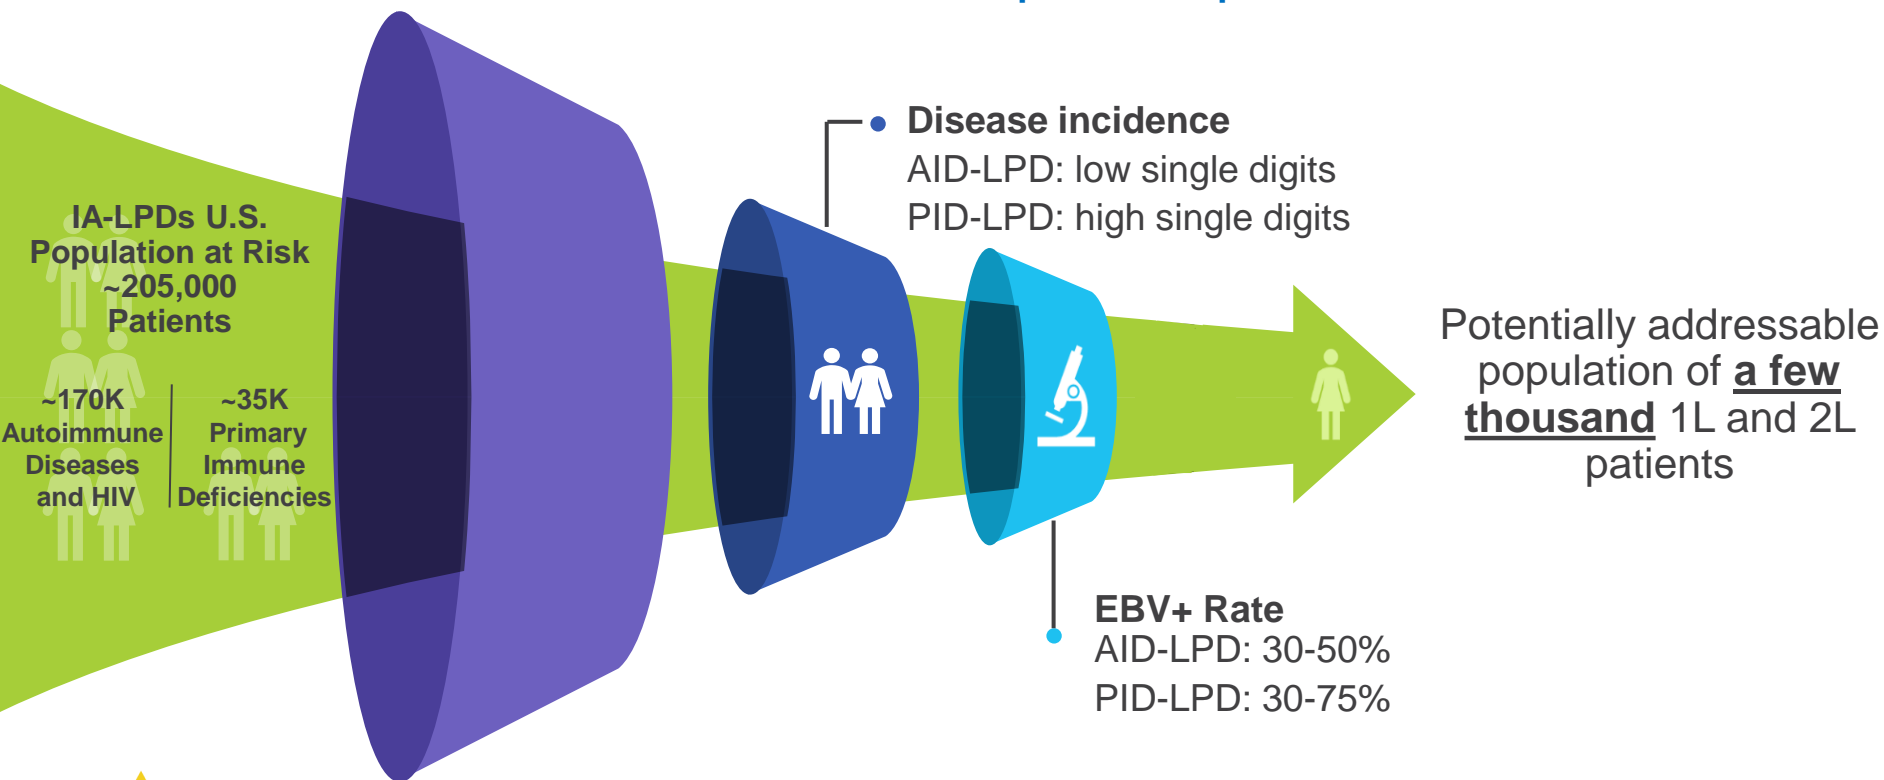 IA-LPDs U.S.
Population at Risk
~205,000
Patients
~170K
Autoimmune
Diseases
and HIV
~35K
Primary
Immune
Deficiencies
Disease incidence
AID-LPD: low single digits
PID-LPD: high single digits
EBV+ Rate
AID-LPD: 30-50%
PID-LPD: 30-75%
Potentially addressable
population of a few
thousand 1L and 2L
patients